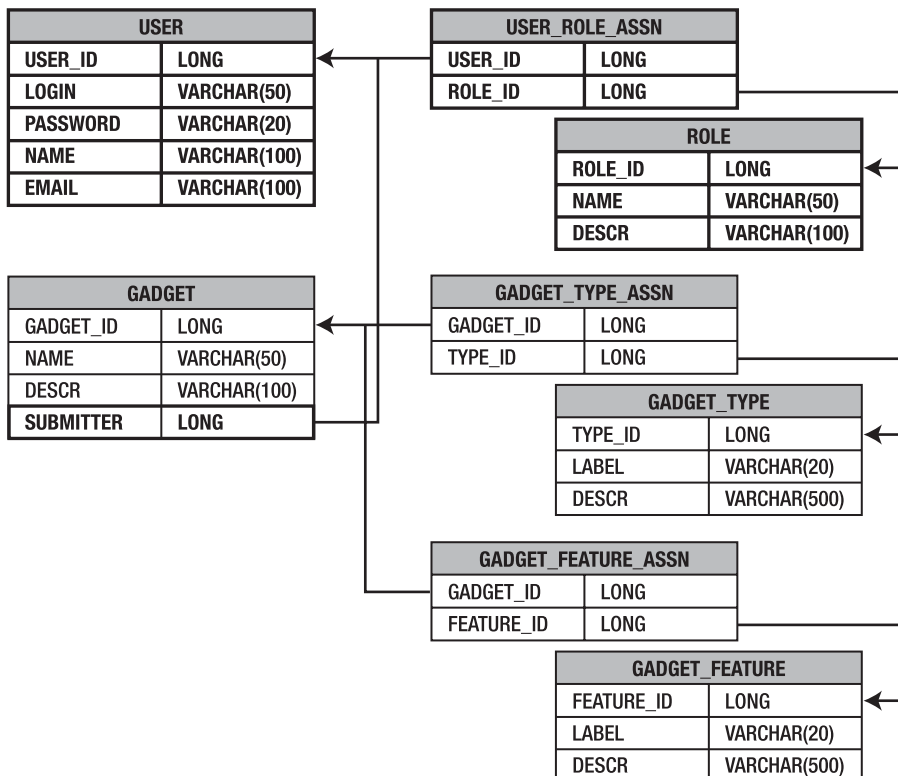 USER
USER_ID LONG
LOGIN VARCHAR(50)
PASSWORD VARCHAR(20)
NAME VARCHAR(100)
EMAIL VARCHAR(100)
USER_ROLE_ASSN
USER_ID LONG
ROLE_ID LONG
ROLE
ROLE_ID LONG
NAME VARCHAR(50)
DESCR VARCHAR(100)
GADGET
GADGET_ID LONG
NAME VARCHAR(50)
DESCR VARCHAR(100)
SUBMITTER LONG
GADGET_TYPE_ASSN
GADGET_ID LONG
TYPE_ID LONG
GADGET_TYPE
TYPE_ID LONG
LABEL VARCHAR(20)
DESCR VARCHAR(500)
GADGET_FEATURE_ASSN
GADGET_ID LONG
FEATURE_ID LONG
GADGET_FEATURE
FEATURE_ID LONG
LABEL VARCHAR(20)
DESCR VARCHAR(500)